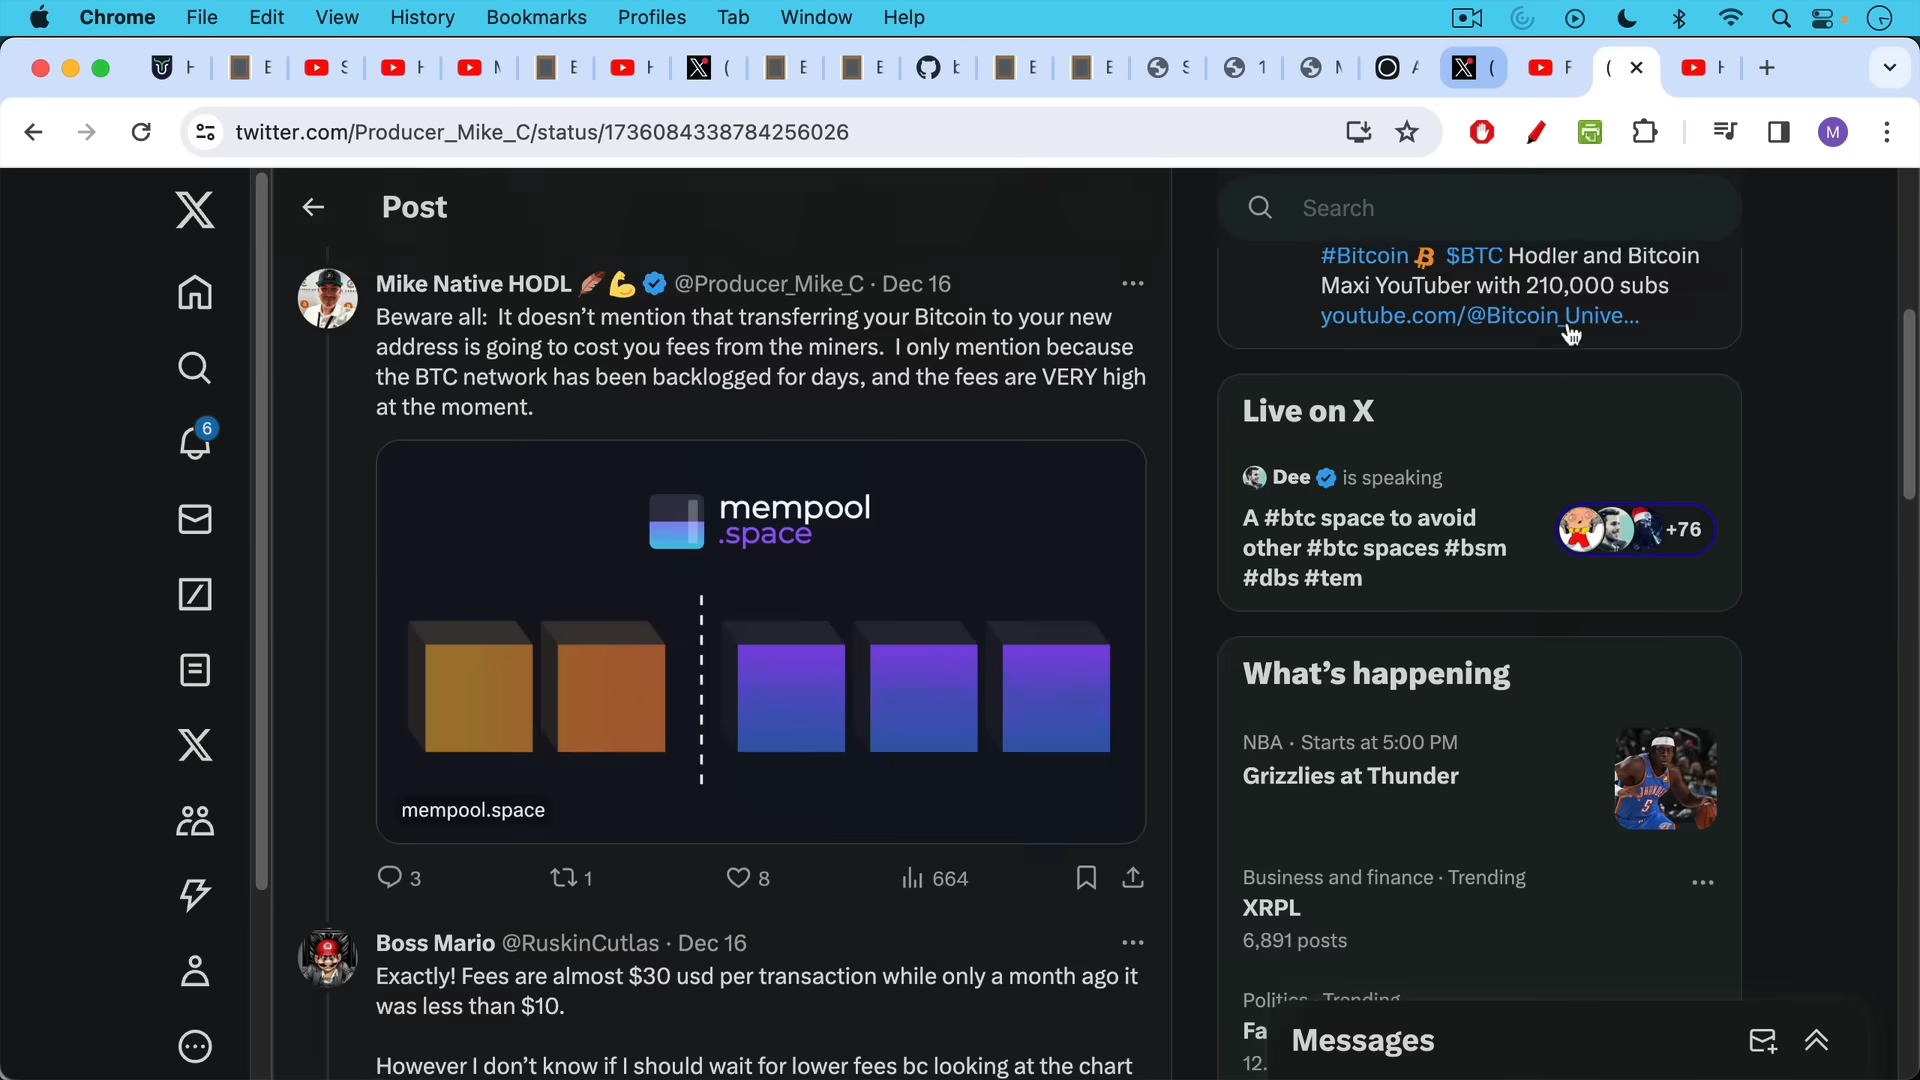 Chrome File Edit View History Bookmarks Profiles Tab Window Help
twitter.com/Producer_Mike_C/status/1736084338784256026
M
Post
Search
Mike Native HODL 🪶💪 @Producer_Mike_C · Dec 16
Beware all: It doesn’t mention that transferring your Bitcoin to your new
address is going to cost you fees from the miners. I only mention because
the BTC network has been backlogged for days, and the fees are VERY high
at the moment.
mempool
.space
mempool.space
3 1 8 664
Boss Mario @RuskinCutlas · Dec 16
Exactly! Fees are almost $30 usd per transaction while only a month ago it
was less than $10.
However I don’t know if I should wait for lower fees bc looking at the chart
6
#Bitcoin $BTC Hodler and Bitcoin
Maxi YouTuber with 210,000 subs
youtube.com/@Bitcoin_Unive…
Live on X
Dee is speaking
A #btc space to avoid
other #btc spaces #bsm
#dbs #tem
+76
What’s happening
NBA · Starts at 5:00 PM
Grizzlies at Thunder
Business and finance · Trending
XRPL
6,891 posts
Politics · Trending
Fa
12.
Messages